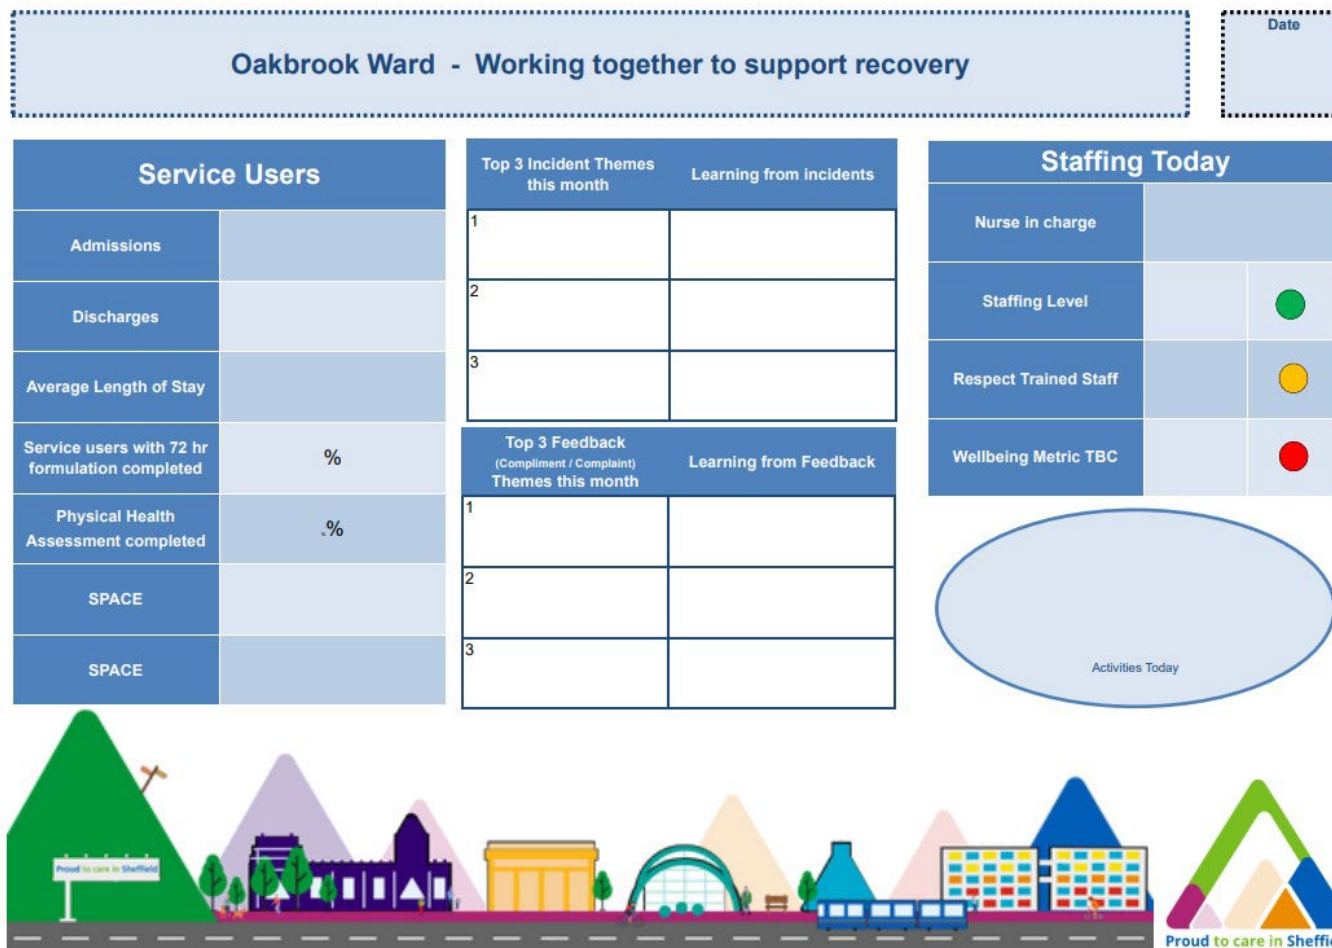 Oakbrook Ward - Working together to support recovery
Date
Service Users
Admissions
Discharges
Average Length of Stay
Service users with 72 hr
formulation completed
%
Physical Health
Assessment completed
.%
SPACE
SPACE
Top 3 Incident Themes
this month
Learning from incidents
1
2
3
Top 3 Feedback
(Compliment / Complaint)
Themes this month
Learning from Feedback
1
2
3
Staffing Today
Nurse in charge
Staffing Level
Respect Trained Staff
Wellbeing Metric TBC
Activities Today
Proud to care in Sheffield
Proud to care in Sheffi